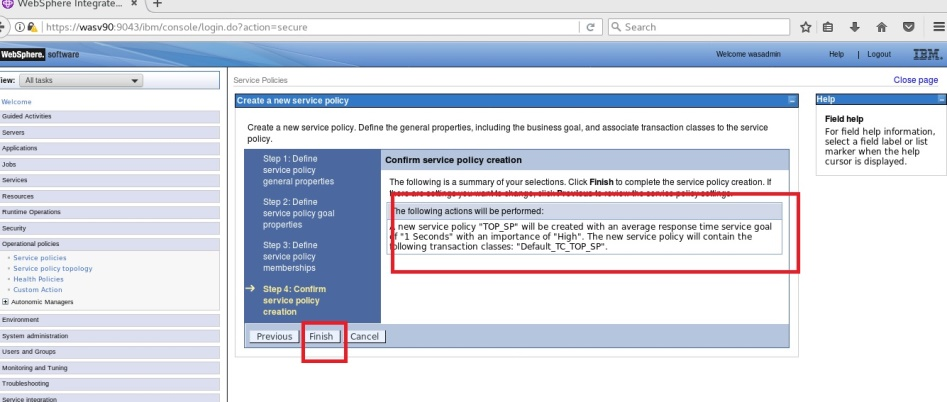 WebSphere Integrate...
https://wasv90:9043/ibm/console/login.do?action=secure
Search
WebSphere. software
Welcome wasadmin
Help | Logout
IBM
View: All tasks
Service Policies
Close page
Welcome
Guided Activities
Servers
Applications
Jobs
Services
Resources
Runtime Operations
Security
Operational policies
Service policies
Service policy topology
Health Policies
Custom Action
Autonomic Managers
Environment
System administration
Users and Groups
Monitoring and Tuning
Troubleshooting
Service integration
Create a new service policy
Create a new service policy. Define the general properties, including the business goal, and associate transaction classes to the service
policy.
Step 1: Define
service policy
general properties
Step 2: Define
service policy goal
properties
Step 3: Define
service policy
memberships
Step 4: Confirm
service policy
creation
Confirm service policy creation
The following is a summary of your selections. Click Finish to complete the service policy creation. If
there are settings you want to change, click Previous to review the service policy settings.
The following actions will be performed:
A new service policy "TOP_SP" will be created with an average response time service goal
of "1 Seconds" with an importance of "High". The new service policy will contain the
following transaction classes: "Default_TC_TOP_SP".
Previous Finish Cancel
Help
Field help
For field help information,
select a field label or list
marker when the help
cursor is displayed.